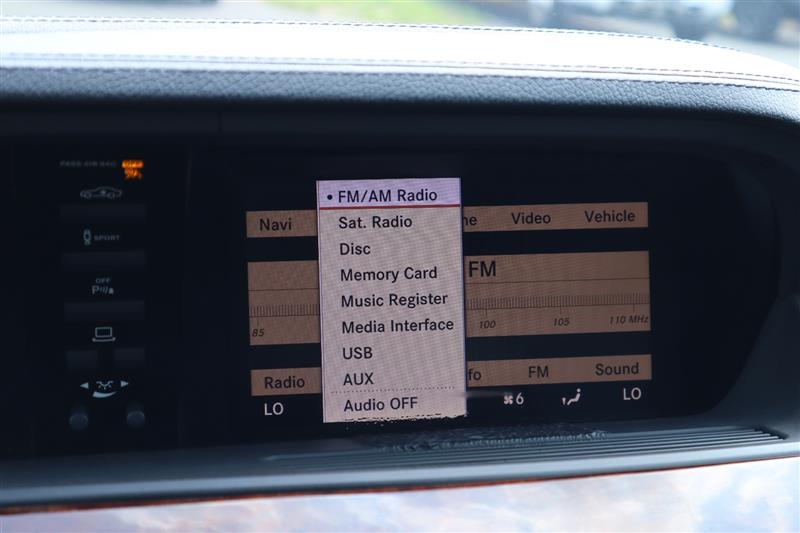 PASS AIR BAG OFF
SPORT
OFF
P
Navi
ne
Video
Vehicle
• FM/AM Radio
Sat. Radio
Disc
Memory Card
Music Register
Media Interface
USB
AUX
Audio OFF
FM
85
100
105
110 MHz
Radio
fo
FM
Sound
LO
6
LO